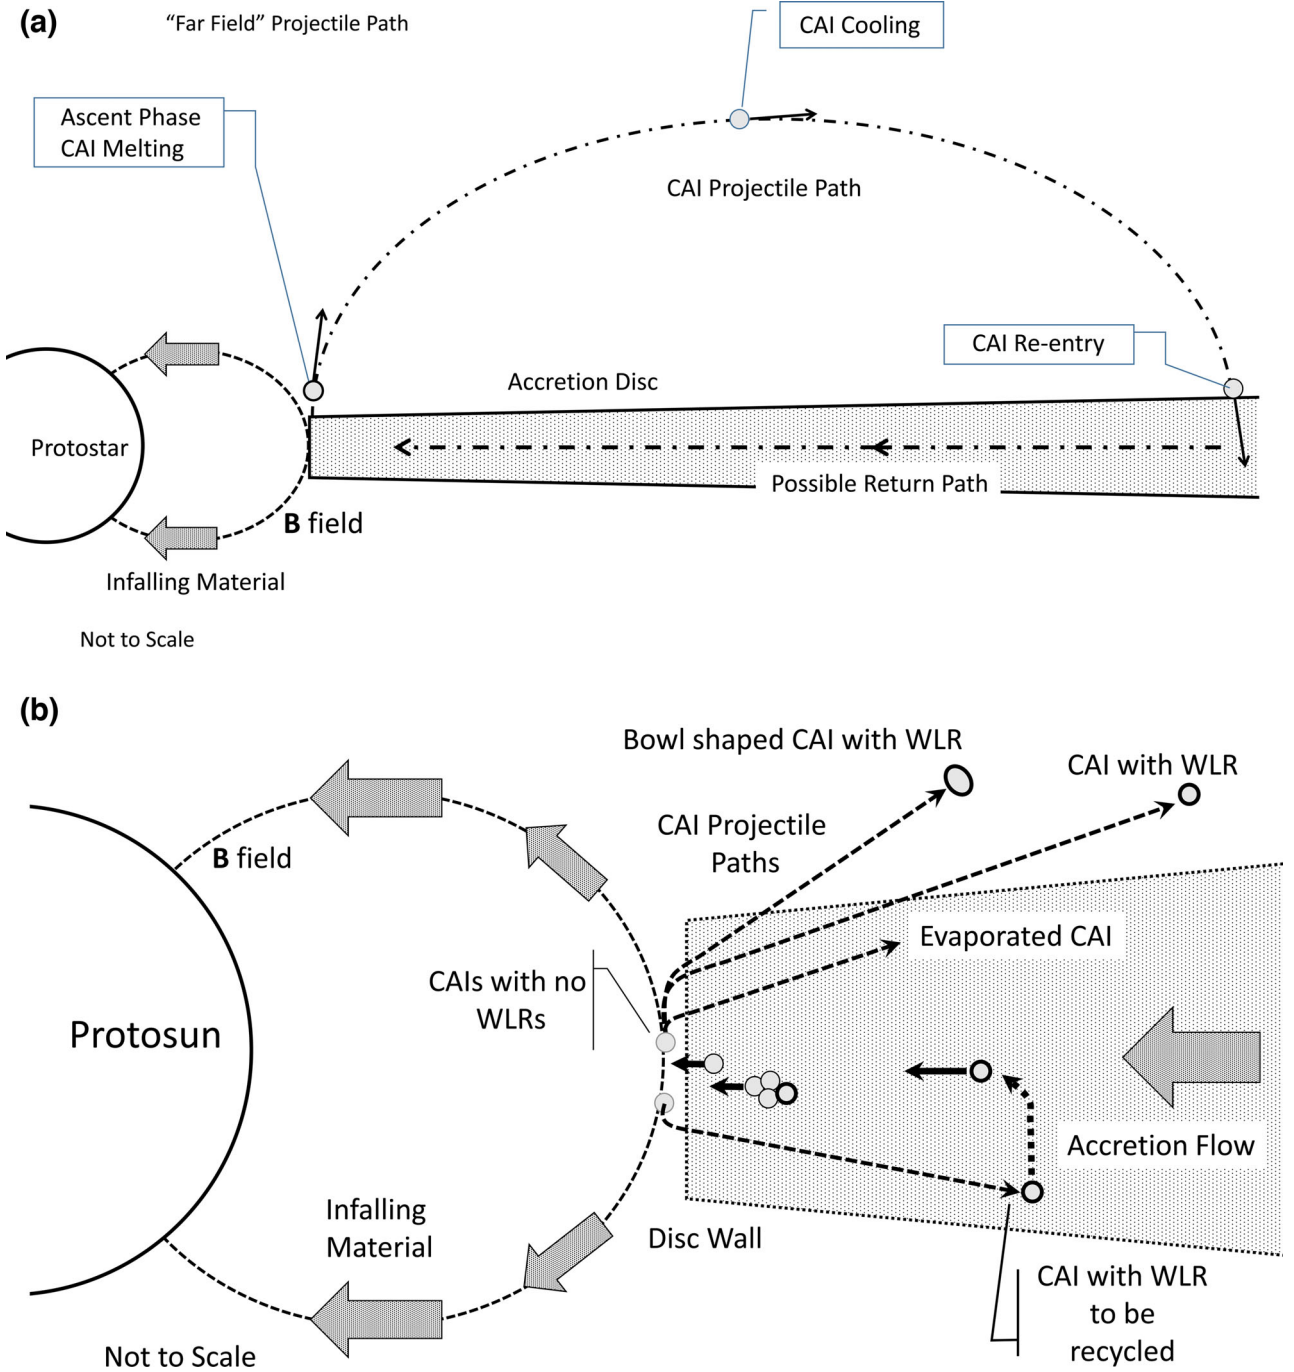 (a)
“Far Field” Projectile Path
CAI Cooling
Ascent Phase
CAI Melting
CAI Projectile Path
CAI Re-entry
Accretion Disc
Protostar
Possible Return Path
B field
Infalling Material
Not to Scale
(b)
Bowl shaped CAI with WLR
CAI with WLR
CAI Projectile
Paths
B field
Evaporated CAI
CAIs with no
WLRs
Protosun
Accretion Flow
Infalling
Material
Disc Wall
CAI with WLR
to be
recycled
Not to Scale